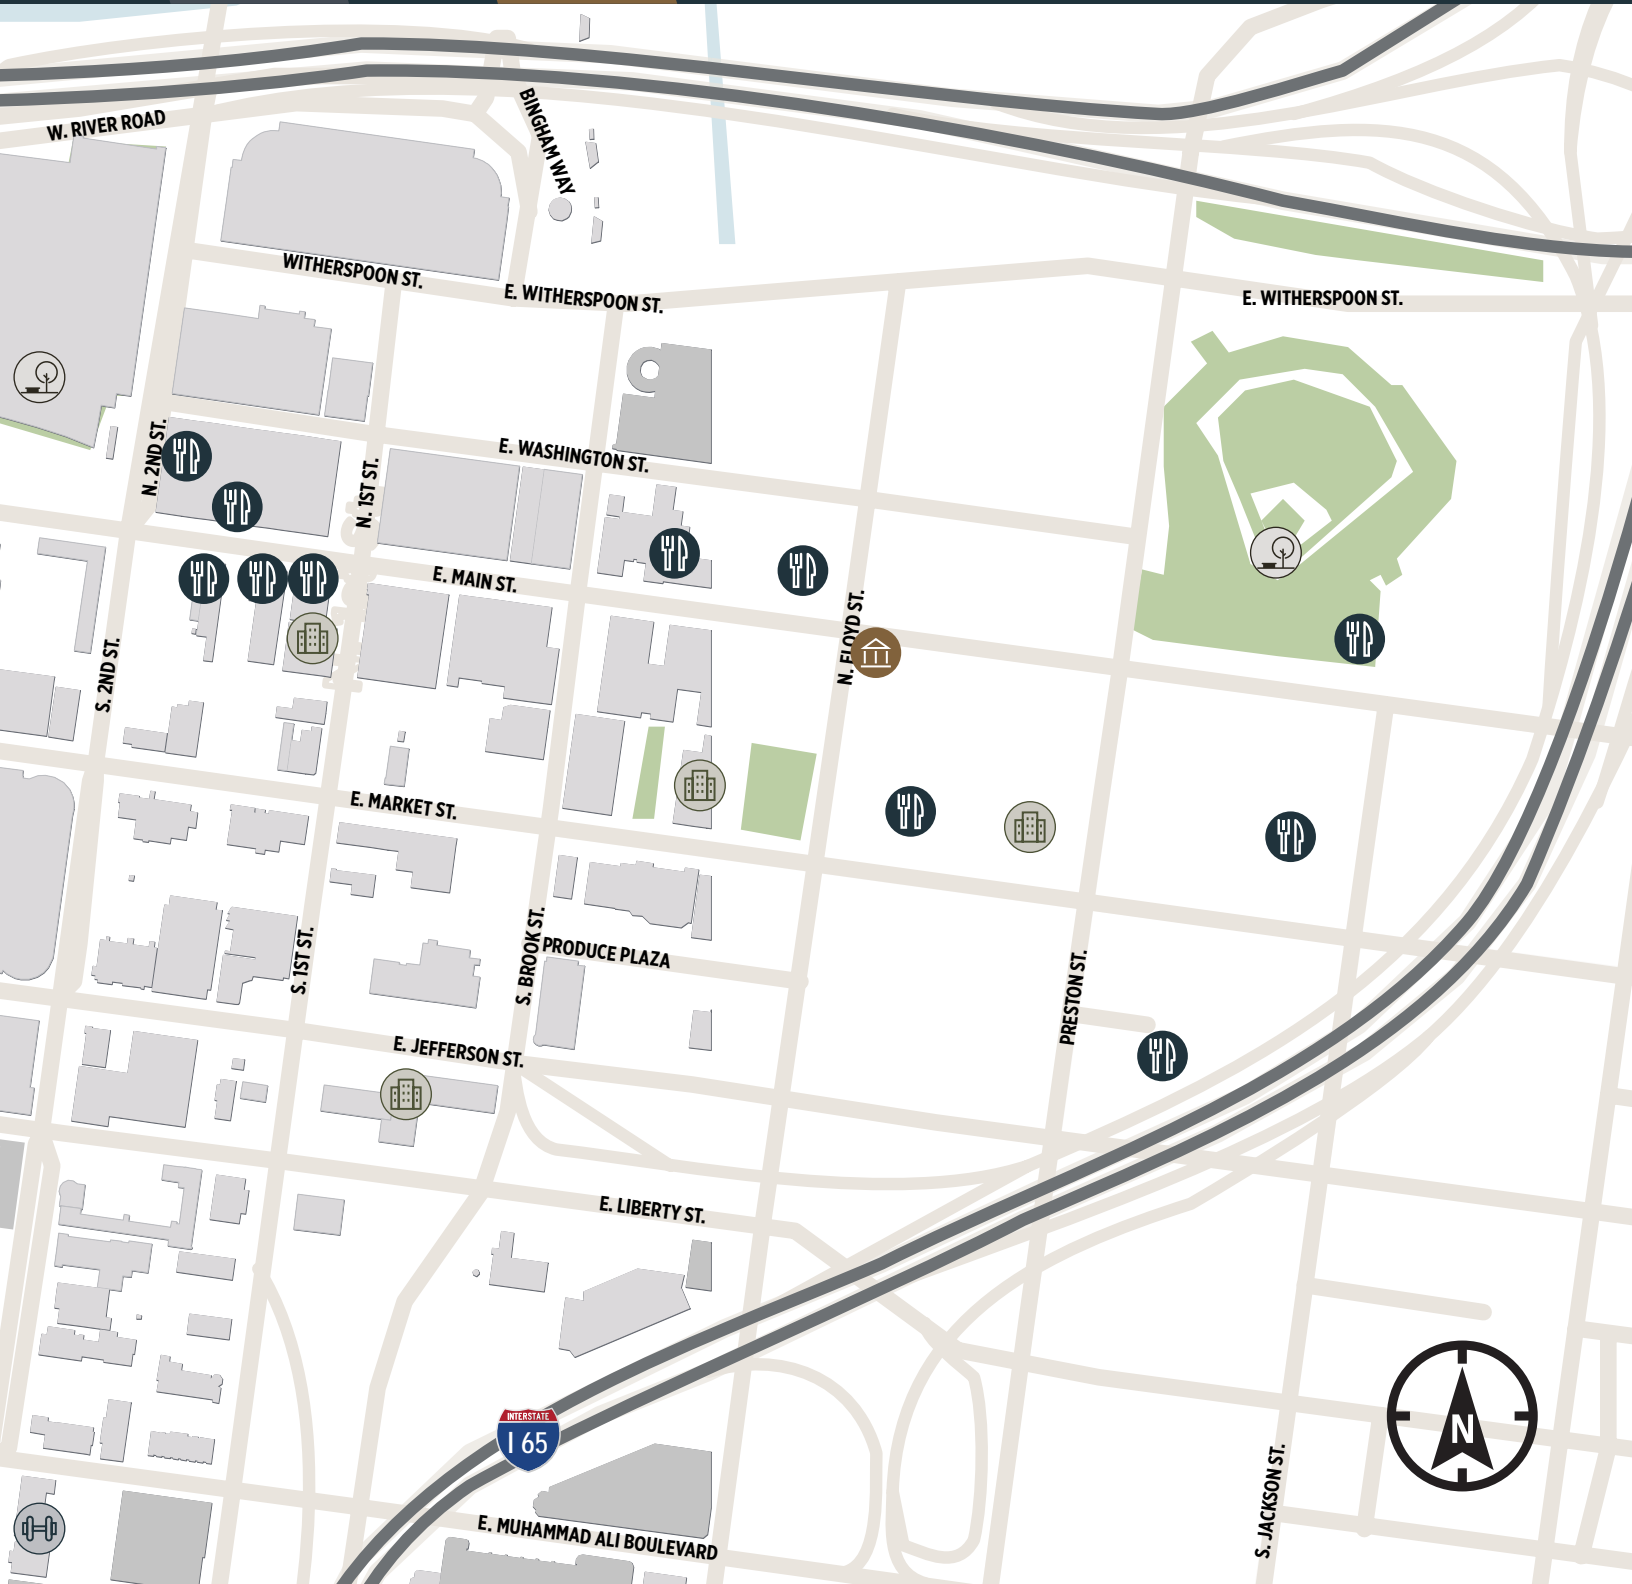 W. RIVER ROAD
BINGHAM WAY
WITHERSPOON ST.
E. WITHERSPOON ST.
E. WITHERSPOON ST.
N. 2ND ST.
N. 1ST ST.
E. WASHINGTON ST.
E. MAIN ST.
N. FLOYD ST.
S. 2ND ST.
E. MARKET ST.
S. 1ST ST.
S. BROOK ST.
PRODUCE PLAZA
PRESTON ST.
E. JEFFERSON ST.
E. LIBERTY ST.
INTERSTATE
I 65
N
S. JACKSON ST.
E. MUHAMMAD ALI BOULEVARD